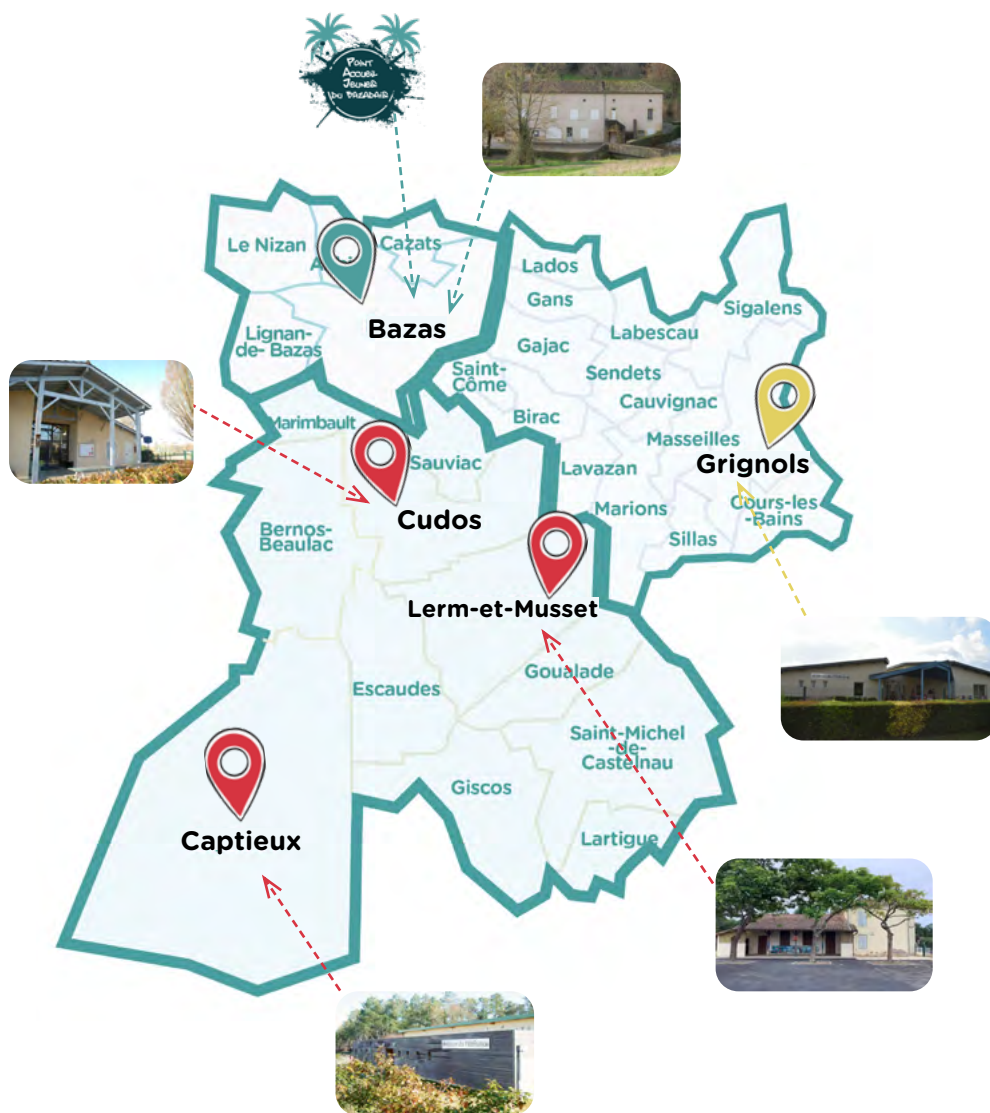 POINT
ACCUEIL
JEUNES
DU BAZADAIS
Le Nizan
Cazats
Bazas
Lignan-
de- Bazas
Lados
Gans
Gajac
Labescau
Sigalens
Saint-
Côme
Sendets
Birac
Cauvignac
Masseilles
Grignols
Marimbault
Sauviac
Lavazan
Cudos
Marions
Cours-les
-Bains
Sillas
Bernos-
Beaulac
Lerm-et-Musset
Escaudes
Goualade
Saint-Michel
-de-
Castelnau
Giscos
Captieux
Lartigue